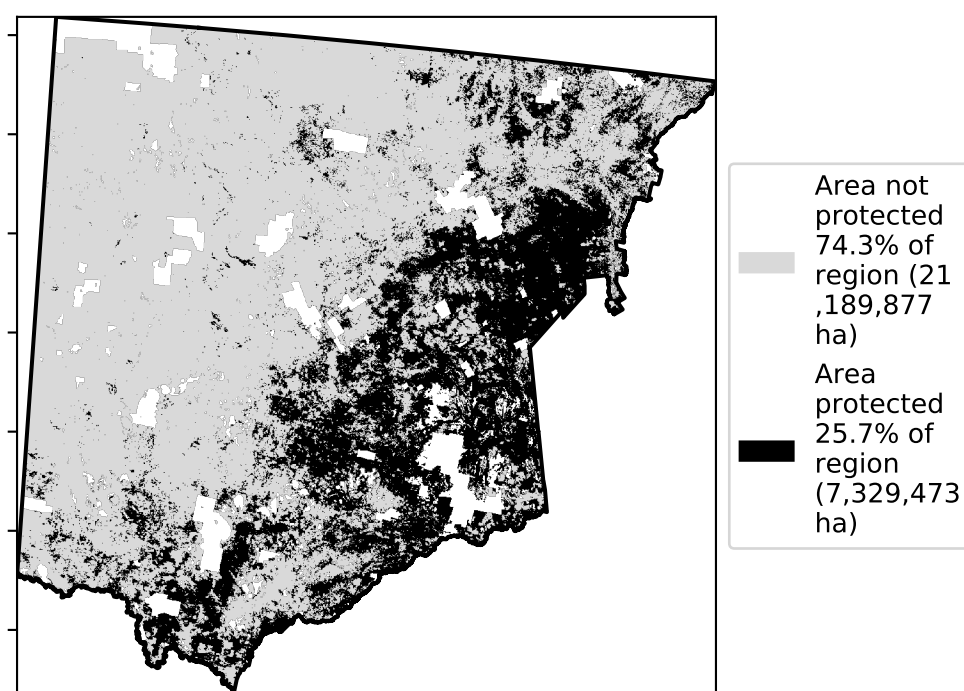 Area not
protected
74.3% of
region (21
,189,877
ha)
Area
protected
25.7% of
region
(7,329,473
ha)